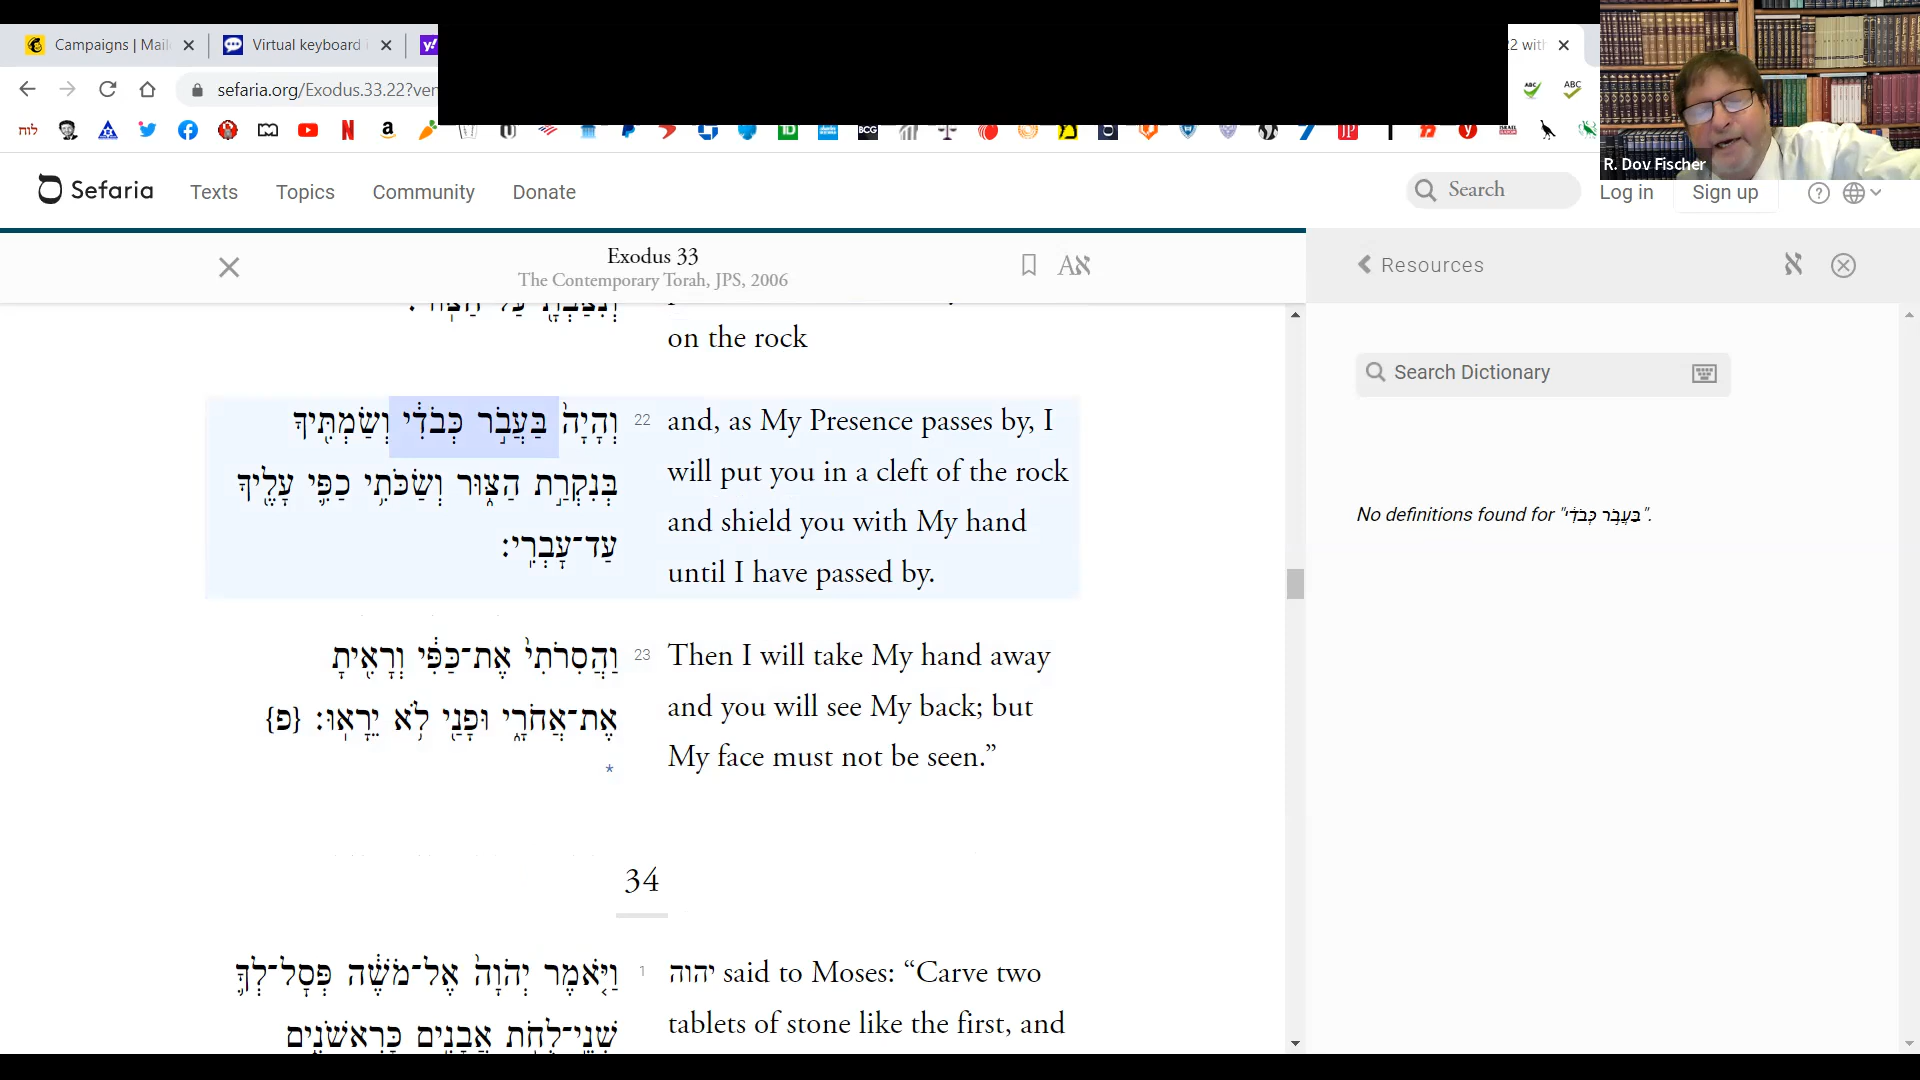 Campaigns | Mail
Virtual keyboard i
22 with
sefaria.org/Exodus.33.22?ver
R. Dov Fischer
Sefaria
Texts
Topics
Community
Donate
Search
Log in
Sign up
Exodus 33
The Contemporary Torah, JPS, 2006
Resources
Search Dictionary
No definitions found for "בַּעֲבֹ֣ר כְּבֹדִ֔י".
on the rock
וְהָיָה֙ בַּעֲבֹ֣ר כְּבֹדִ֔י וְשַׂמְתִּ֖יךָ
בְּנִקְרַ֣ת הַצּ֑וּר וְשַׂכֹּתִ֥י כַפִּ֛י עָלֶ֖יךָ
עַד־עׇבְרִֽי׃
22
and, as My Presence passes by, I
will put you in a cleft of the rock
and shield you with My hand
until I have passed by.
וַהֲסִרֹתִי֙ אֶת־כַּפִּ֔י וְרָאִ֖יתָ
אֶת־אֲחֹרָ֑י וּפָנַ֖י לֹ֥א יֵרָאֽוּ׃ {פ}
*
23
Then I will take My hand away
and you will see My back; but
My face must not be seen.”
34
וַיֹּ֤אמֶר יְהֹוָה֙ אֶל־מֹשֶׁ֔ה פְּסׇל־לְךָ֛
שְׁנֵֽי־לֻחֹ֥ת אֲבָנִ֖ים כָּרִאשֹׁנִ֑ים
1
יהוה said to Moses: “Carve two
tablets of stone like the first, and